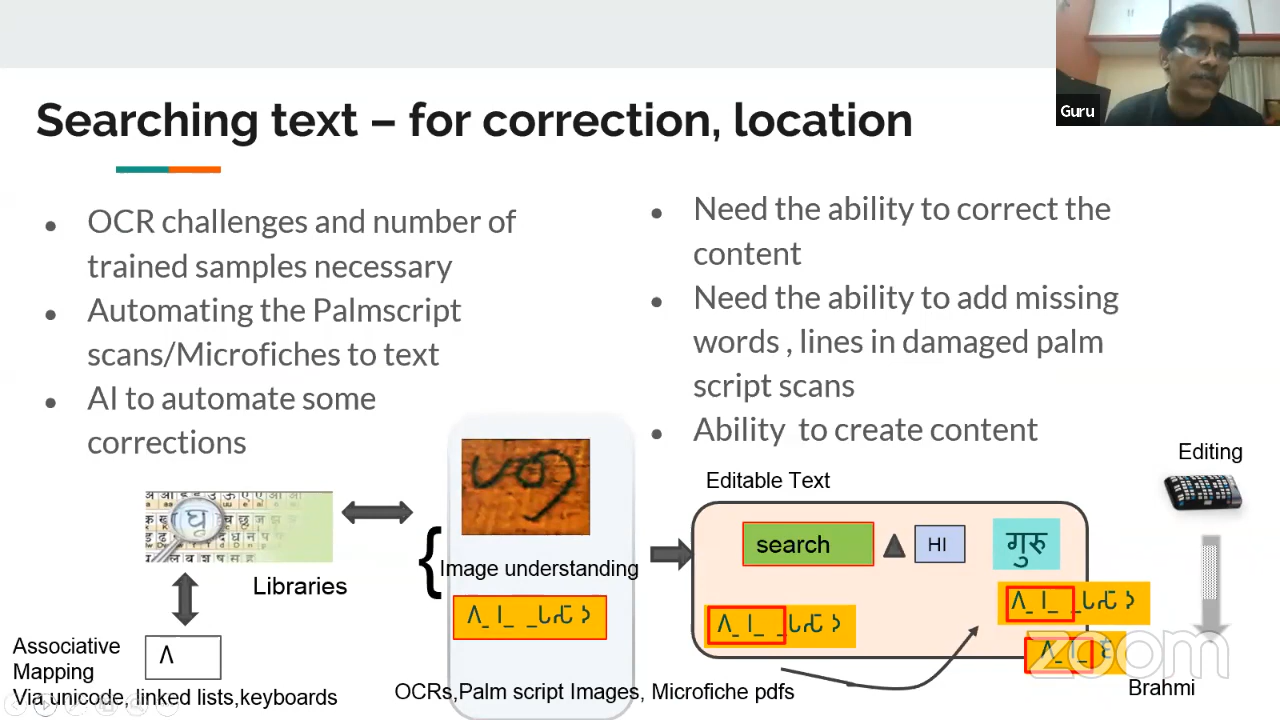 Guru
Searching text – for correction, location
OCR challenges and number of
trained samples necessary
Automating the Palmscript
scans/Microfiches to text
AI to automate some
corrections
Need the ability to correct the
content
Need the ability to add missing
words , lines in damaged palm
script scans
Ability to create content
Editing
Editable Text
search
HI
गुरु
Libraries
Image understanding
Associative
Mapping
Via unicode, linked lists,keyboards
OCRs,Palm script Images, Microfiche pdfs
Brahmi
zoom